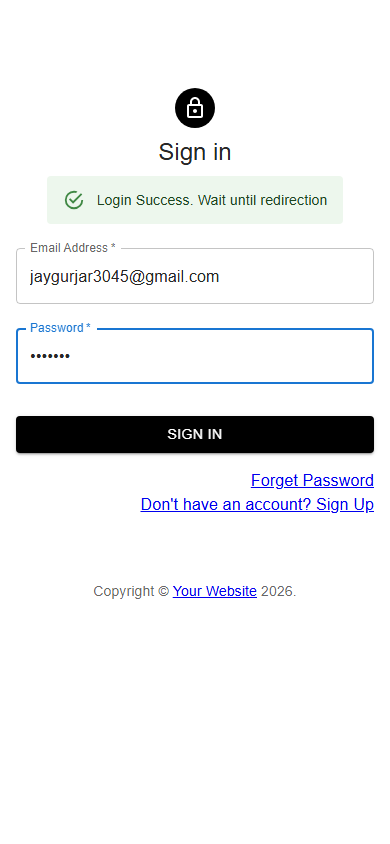 Sign in
Login Success. Wait until redirection
Email Address *
jaygurjar3045@gmail.com
Password *
•••••••
SIGN IN
Forget Password
Don't have an account? Sign Up
Copyright © Your Website 2026.